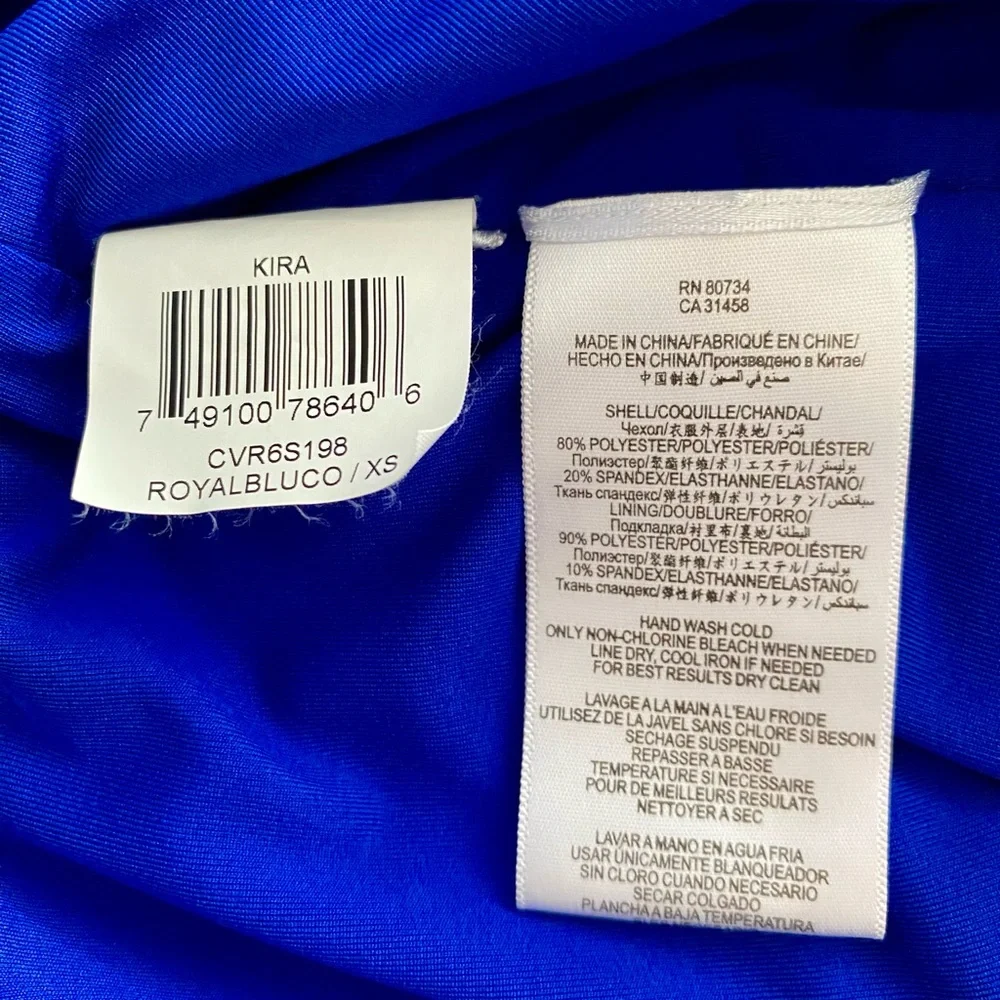 KIRA
7 49100 78640 6
CVR6S198
ROYALBLUCO / XS
RN 80734
CA 31458
MADE IN CHINA/FABRIQUÉ EN CHINE/
HECHO EN CHINA/Произведено в Китае/
中国制造/ صنع في الصين
SHELL/COQUILLE/CHANDAL/
Чехол/衣服外层/表地/ قشرة
80% POLYESTER/POLYESTER/POLIÉSTER/
Полиэстер/聚酯纤维/ポリエステル/ بوليستر
20% SPANDEX/ELASTHANNE/ELASTANO/
Ткань спандекс/弹性纤维/ポリウレタン/ سباندكس
LINING/DOUBLURE/FORRO/
Подкладка/衬里布/裏地/ البطانة
90% POLYESTER/POLYESTER/POLIÉSTER/
Полиэстер/聚酯纤维/ポリエステル/ بوليستر
10% SPANDEX/ELASTHANNE/ELASTANO/
Ткань спандекс/弹性纤维/ポリウレタン/ سباندكس
HAND WASH COLD
ONLY NON-CHLORINE BLEACH WHEN NEEDED
LINE DRY, COOL IRON IF NEEDED
FOR BEST RESULTS DRY CLEAN
LAVAGE A LA MAIN A L'EAU FROIDE
UTILISEZ DE LA JAVEL SANS CHLORE SI BESOIN
SECHAGE SUSPENDU
REPASSER A BASSE
TEMPERATURE SI NECESSAIRE
POUR DE MEILLEURS RESULATS
NETTOYER A SEC
LAVAR A MANO EN AGUA FRIA
USAR ÚNICAMENTE BLANQUEADOR
SIN CLORO CUANDO NECESARIO
SECAR COLGADO
PLANCHA A BAJA TEMPERATURA